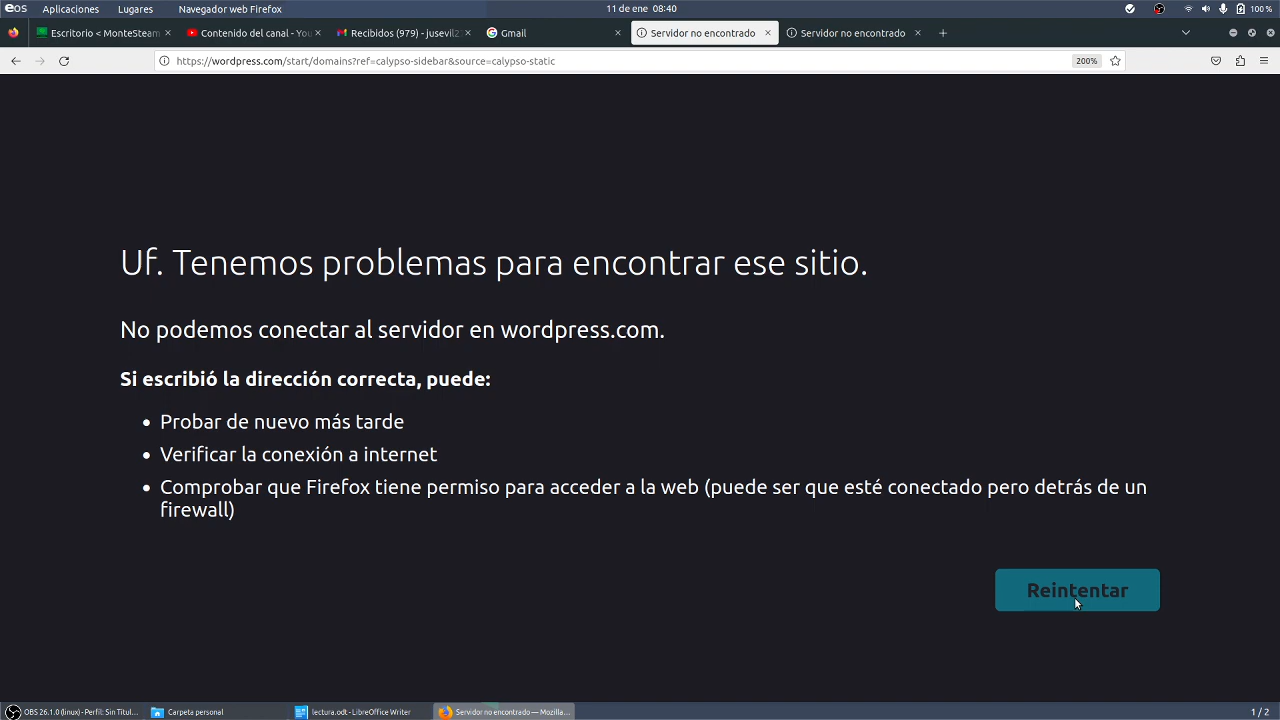 eos Aplicaciones Lugares Navegador web Firefox 11 de ene 08:40 100 %
Escritorio < MonteSteam Contenido del canal - You Recibidos (979) - jusevil2 Gmail Servidor no encontrado Servidor no encontrado
https://wordpress.com/start/domains?ref=calypso-sidebar&source=calypso-static 200%
Uf. Tenemos problemas para encontrar ese sitio.
No podemos conectar al servidor en wordpress.com.
Si escribió la dirección correcta, puede:
• Probar de nuevo más tarde
• Verificar la conexión a internet
• Comprobar que Firefox tiene permiso para acceder a la web (puede ser que esté conectado pero detrás de un
firewall)
Reintentar
OBS 26.1.0 (linux) - Perfil: Sin Titul... Carpeta personal lectura.odt - LibreOffice Writer Servidor no encontrado — Mozilla... 1 / 2